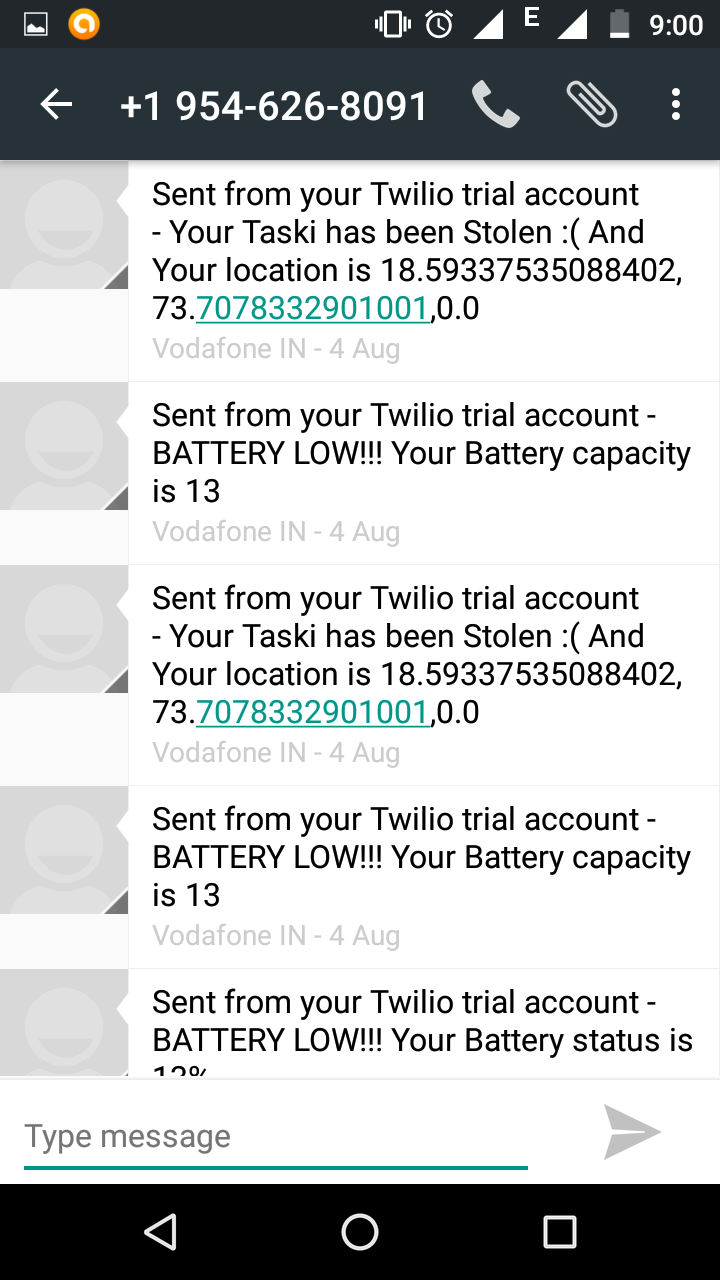 E 9:00
+1 954-626-8091
Sent from your Twilio trial account
- Your Taski has been Stolen :( And
Your location is 18.59337535088402,
73.7078332901001,0.0
Vodafone IN - 4 Aug
Sent from your Twilio trial account -
BATTERY LOW!!! Your Battery capacity
is 13
Vodafone IN - 4 Aug
Sent from your Twilio trial account
- Your Taski has been Stolen :( And
Your location is 18.59337535088402,
73.7078332901001,0.0
Vodafone IN - 4 Aug
Sent from your Twilio trial account -
BATTERY LOW!!! Your Battery capacity
is 13
Vodafone IN - 4 Aug
Sent from your Twilio trial account -
BATTERY LOW!!! Your Battery status is
Type message